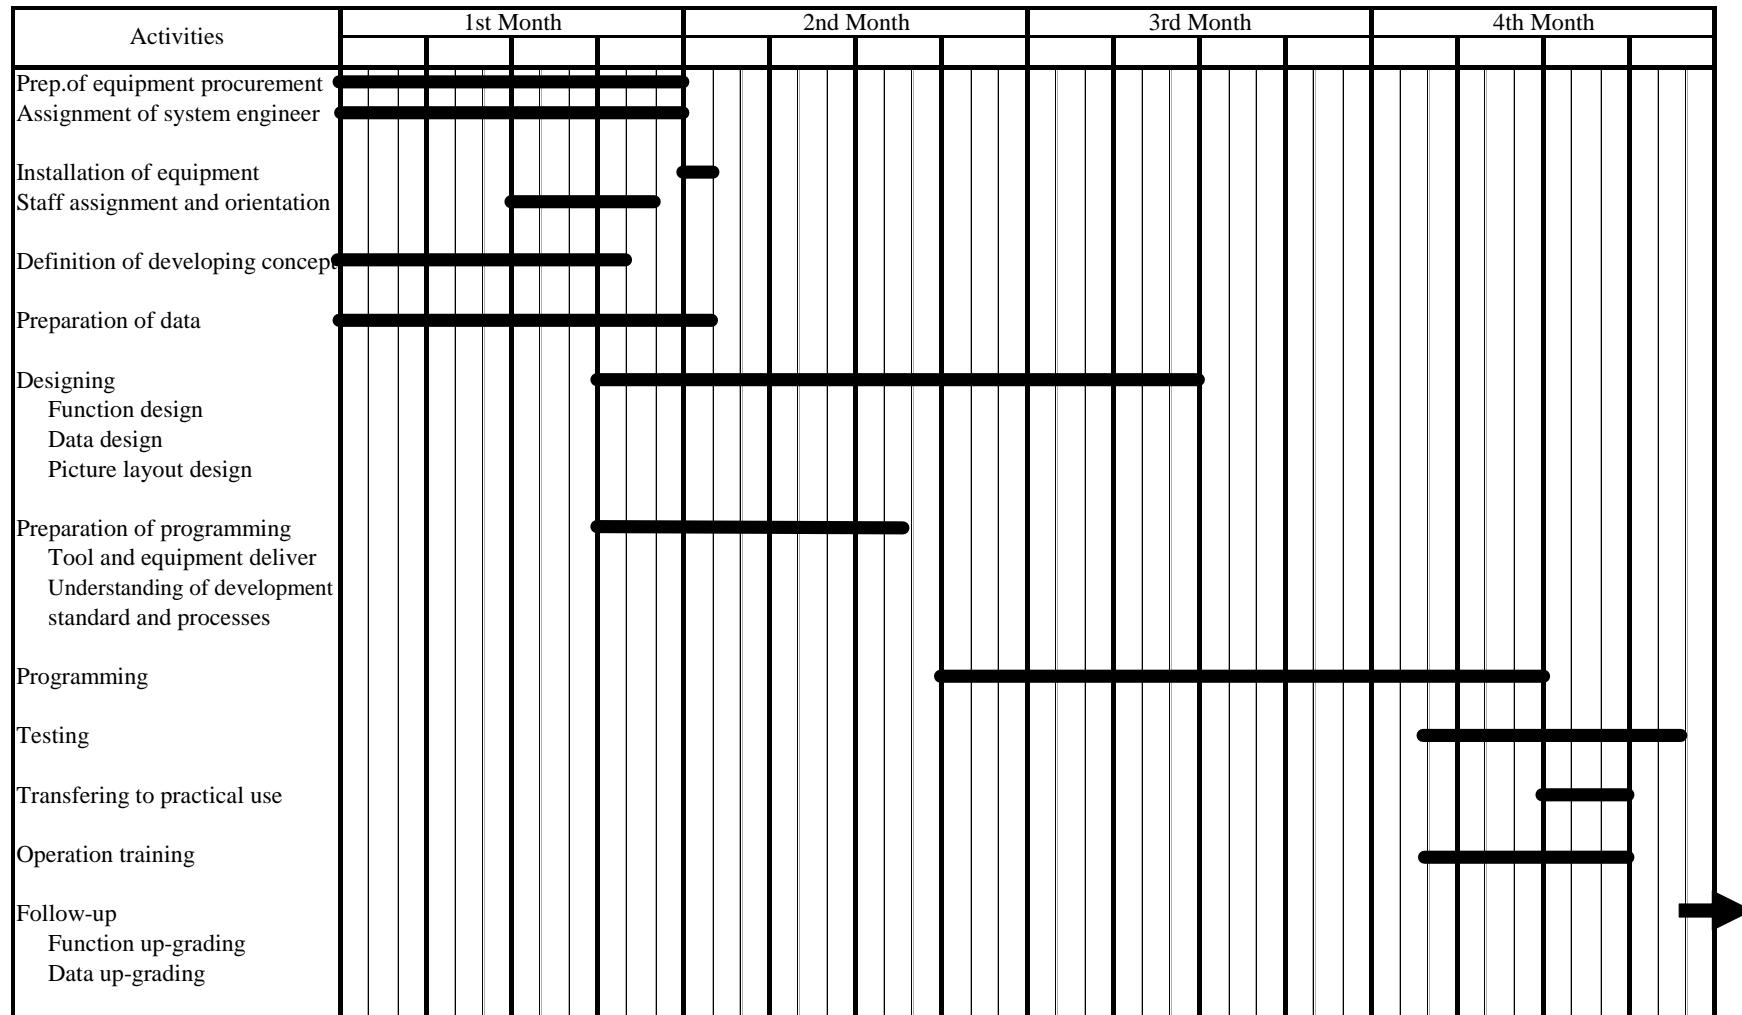 Activities
1st Month
2nd Month
3rd Month
4th Month
Prep.of equipment procurement
Assignment of system engineer
Installation of equipment
Staff assignment and orientation
Definition of developing concept
Preparation of data
Designing
Function design
Data design
Picture layout design
Preparation of programming
Tool and equipment deliver
Understanding of development
standard and processes
Programming
Testing
Transfering to practical use
Operation training
Follow-up
Function up-grading
Data up-grading